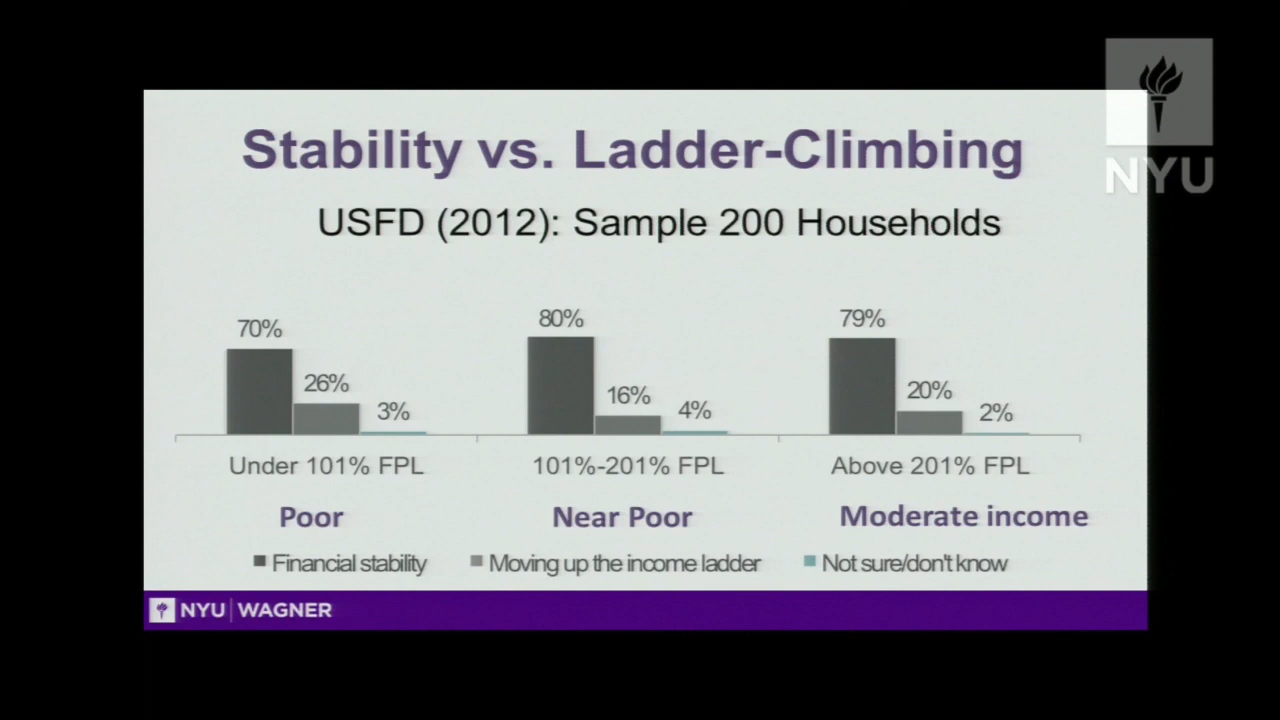 NYU
Stability vs. Ladder-Climbing
USFD (2012): Sample 200 Households
70%
26%
3%
80%
16%
4%
79%
20%
2%
Under 101% FPL
101%-201% FPL
Above 201% FPL
Poor
Near Poor
Moderate income
Financial stability
Moving up the income ladder
Not sure/don't know
NYU WAGNER